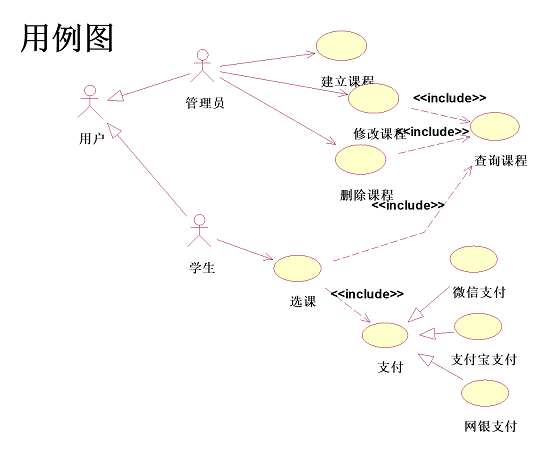 用例图
管理员
用户
建立课程
<<include>>
修改课程
<<include>>
查询课程
删除课程
<<include>>
学生
选课
<<include>>
微信支付
支付
支付宝支付
网银支付